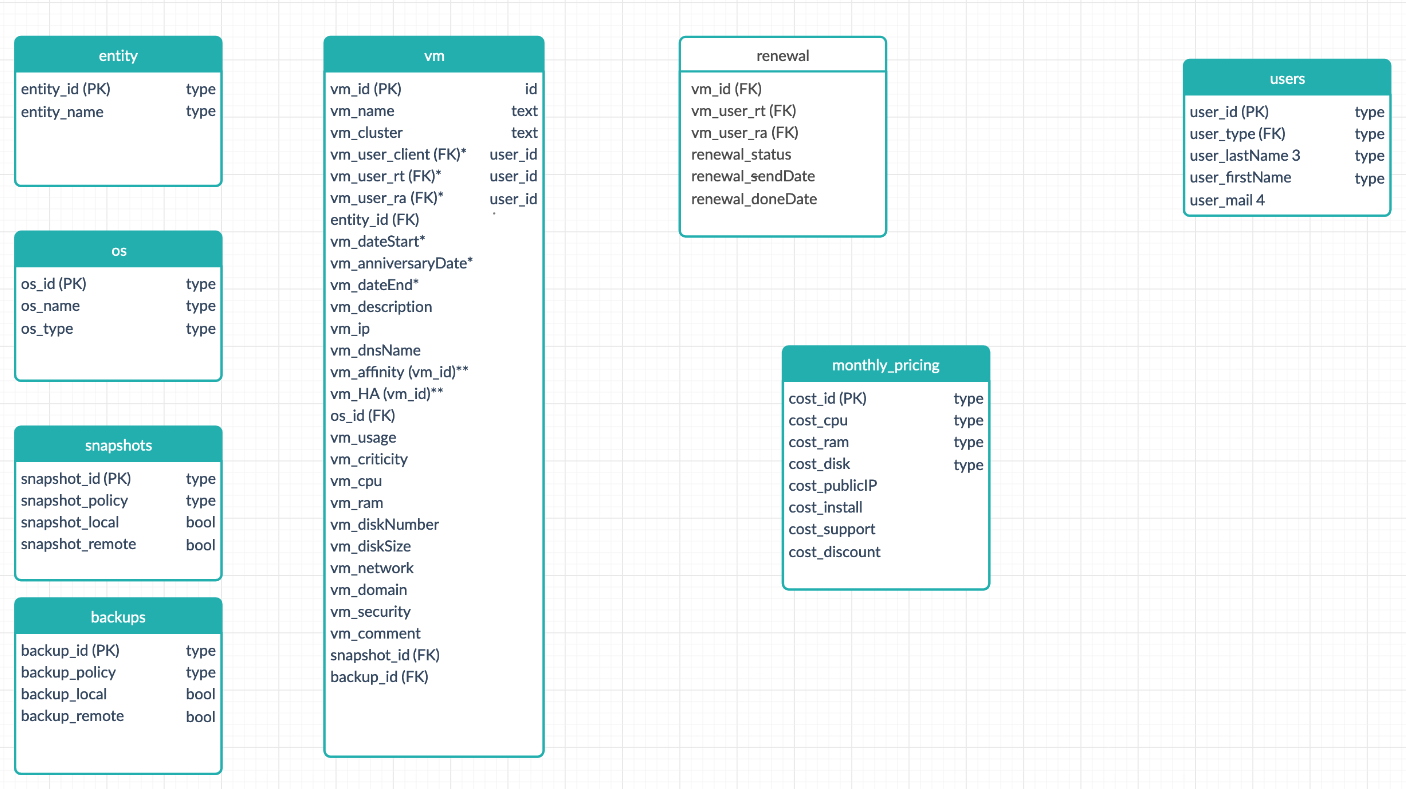 entity
entity_id (PK) type
entity_name type
os
os_id (PK) type
os_name type
os_type type
snapshots
snapshot_id (PK) type
snapshot_policy type
snapshot_local bool
snapshot_remote bool
backups
backup_id (PK) type
backup_policy type
backup_local bool
backup_remote bool
vm
vm_id (PK) id
vm_name text
vm_cluster text
vm_user_client (FK)* user_id
vm_user_rt (FK)* user_id
vm_user_ra (FK)* user_id
entity_id (FK)
vm_dateStart*
vm_anniversaryDate*
vm_dateEnd*
vm_description
vm_ip
vm_dnsName
vm_affinity (vm_id)**
vm_HA (vm_id)**
os_id (FK)
vm_usage
vm_criticity
vm_cpu
vm_ram
vm_diskNumber
vm_diskSize
vm_network
vm_domain
vm_security
vm_comment
snapshot_id (FK)
backup_id (FK)
renewal
vm_id (FK)
vm_user_rt (FK)
vm_user_ra (FK)
renewal_status
renewal_sendDate
renewal_doneDate
monthly_pricing
cost_id (PK) type
cost_cpu type
cost_ram type
cost_disk type
cost_publicIP
cost_install
cost_support
cost_discount
users
user_id (PK) type
user_type (FK) type
user_lastName 3 type
user_firstName type
user_mail 4